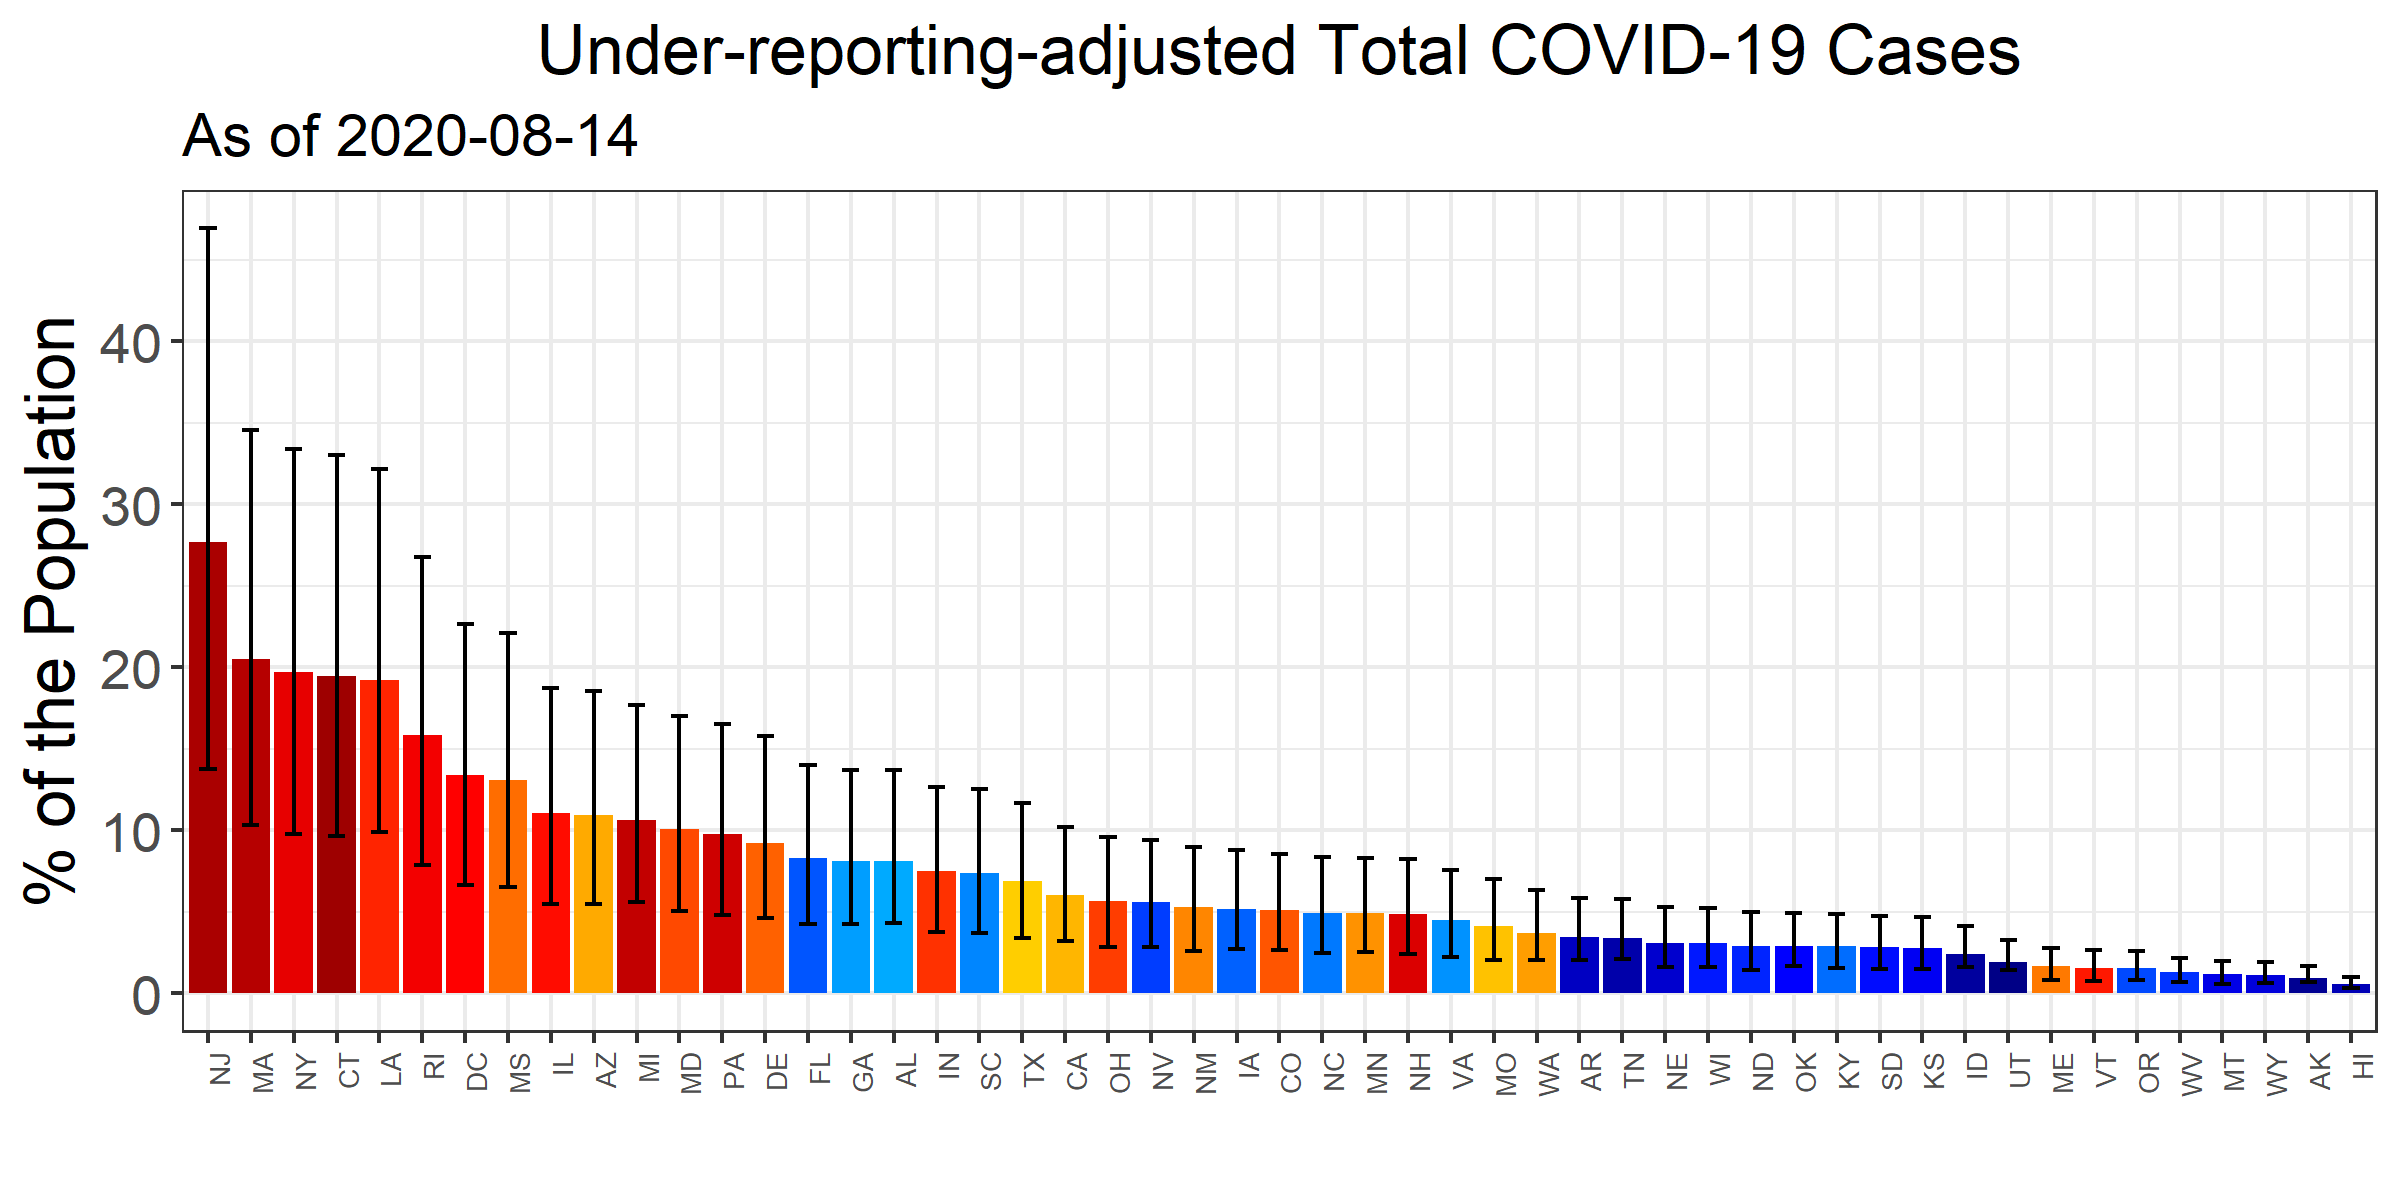 Under-reporting-adjusted Total COVID-19 Cases
As of 2020-08-14
% of the Population
40
30
20
10
0
NJ MA NY CT LA RI DC MS IL AZ MI MD PA DE FL GA AL IN SC TX CA OH NV NM IA CO NC MN NH VA MO WA AR TN NE WI ND OK KY SD KS ID UT ME VT OR WV MT WY AK HI